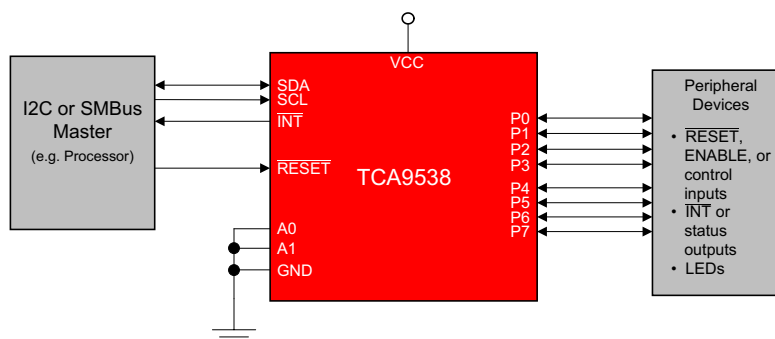 VCC
I2C or SMBus
Master
(e.g. Processor)
SDA
SCL
INT
RESET
A0
A1
GND
TCA9538
P0
P1
P2
P3
P4
P5
P6
P7
Peripheral
Devices
• RESET,
ENABLE, or
control
inputs
• INT or
status
outputs
• LEDs